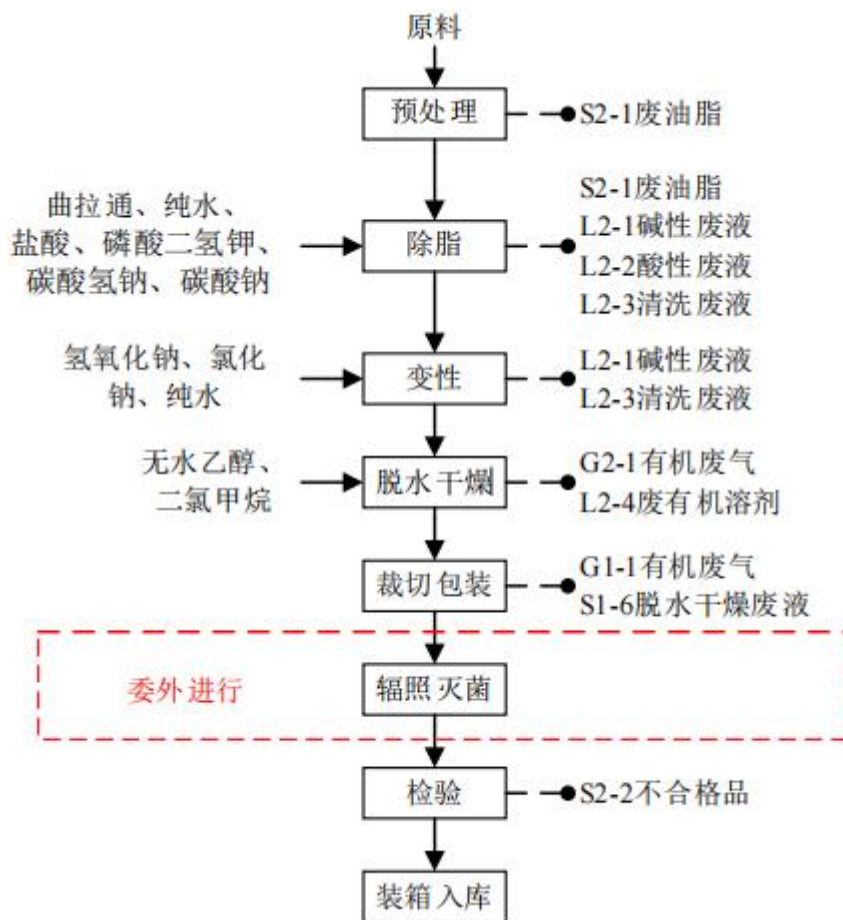 原料
预处理
S2-1废油脂
曲拉通、纯水、
盐酸、磷酸二氢钾、
碳酸氢钠、碳酸钠
除脂
S2-1废油脂
L2-1碱性废液
L2-2酸性废液
L2-3清洗废液
氢氧化钠、氯化
钠、纯水
变性
L2-1碱性废液
L2-3清洗废液
无水乙醇、
二氯甲烷
脱水干燥
G2-1有机废气
L2-4废有机溶剂
裁切包装
G1-1有机废气
S1-6脱水干燥废液
委外进行
辐照灭菌
检验
S2-2不合格品
装箱入库